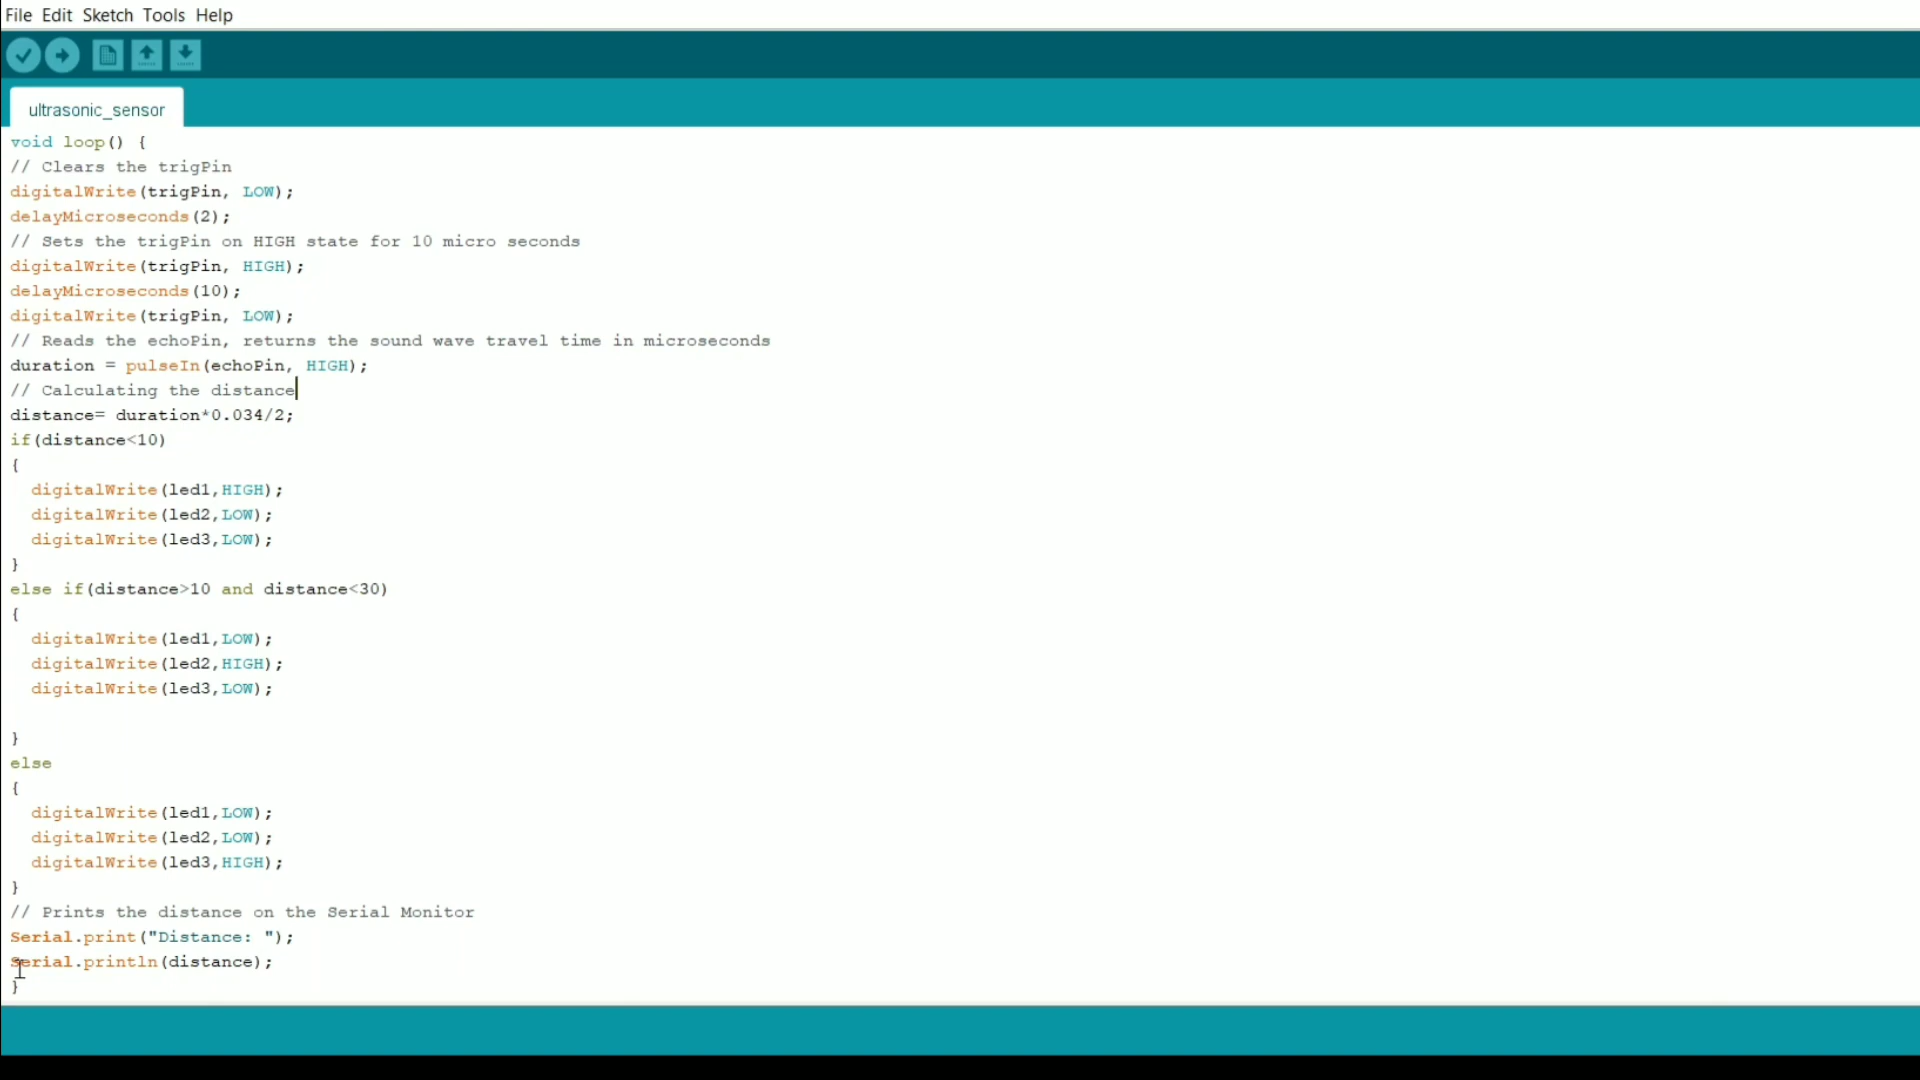 File Edit Sketch Tools Help
ultrasonic_sensor
void loop() {
// Clears the trigPin
digitalWrite(trigPin, LOW);
delayMicroseconds(2);
// Sets the trigPin on HIGH state for 10 micro seconds
digitalWrite(trigPin, HIGH);
delayMicroseconds(10);
digitalWrite(trigPin, LOW);
// Reads the echoPin, returns the sound wave travel time in microseconds
duration = pulseIn(echoPin, HIGH);
// Calculating the distance
distance= duration*0.034/2;
if(distance<10)
{
  digitalWrite(led1,HIGH);
  digitalWrite(led2,LOW);
  digitalWrite(led3,LOW);
}
else if(distance>10 and distance<30)
{
  digitalWrite(led1,LOW);
  digitalWrite(led2,HIGH);
  digitalWrite(led3,LOW);
}
else
{
  digitalWrite(led1,LOW);
  digitalWrite(led2,LOW);
  digitalWrite(led3,HIGH);
}
// Prints the distance on the Serial Monitor
Serial.print("Distance: ");
Serial.println(distance);
}